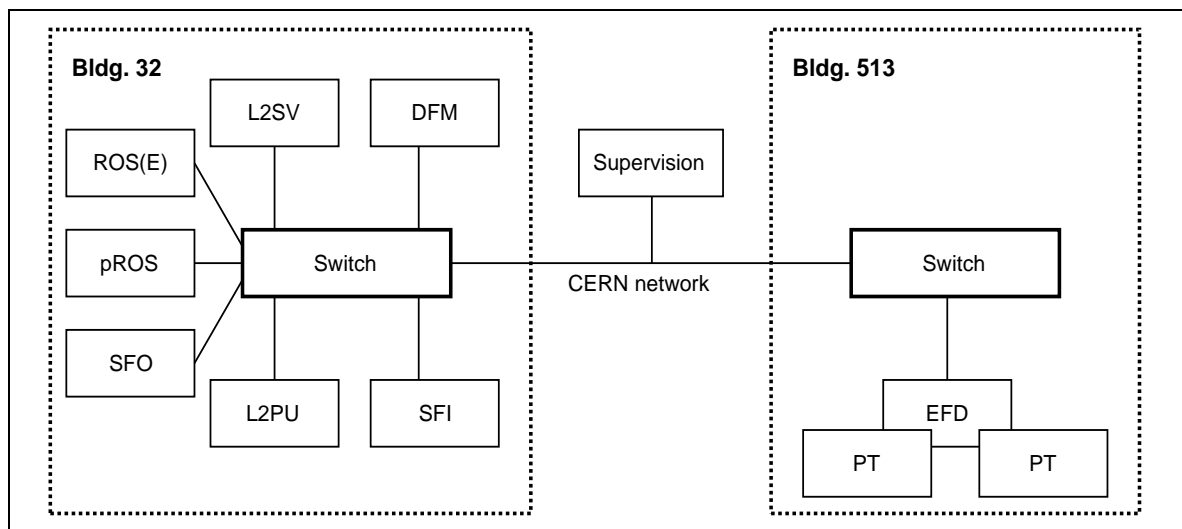 Bldg. 32
Bldg. 513
L2SV
DFM
ROS(E)
Supervision
pROS
Switch
Switch
CERN network
SFO
L2PU
SFI
EFD
PT
PT